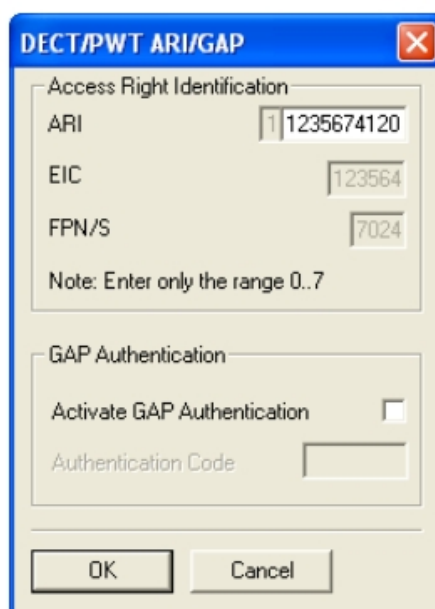 DECT/PWT ARI/GAP
Access Right Identification
ARI 1 1235674120
EIC 123564
FPN/S 7024
Note: Enter only the range 0..7
GAP Authentication
Activate GAP Authentication
Authentication Code
OK Cancel